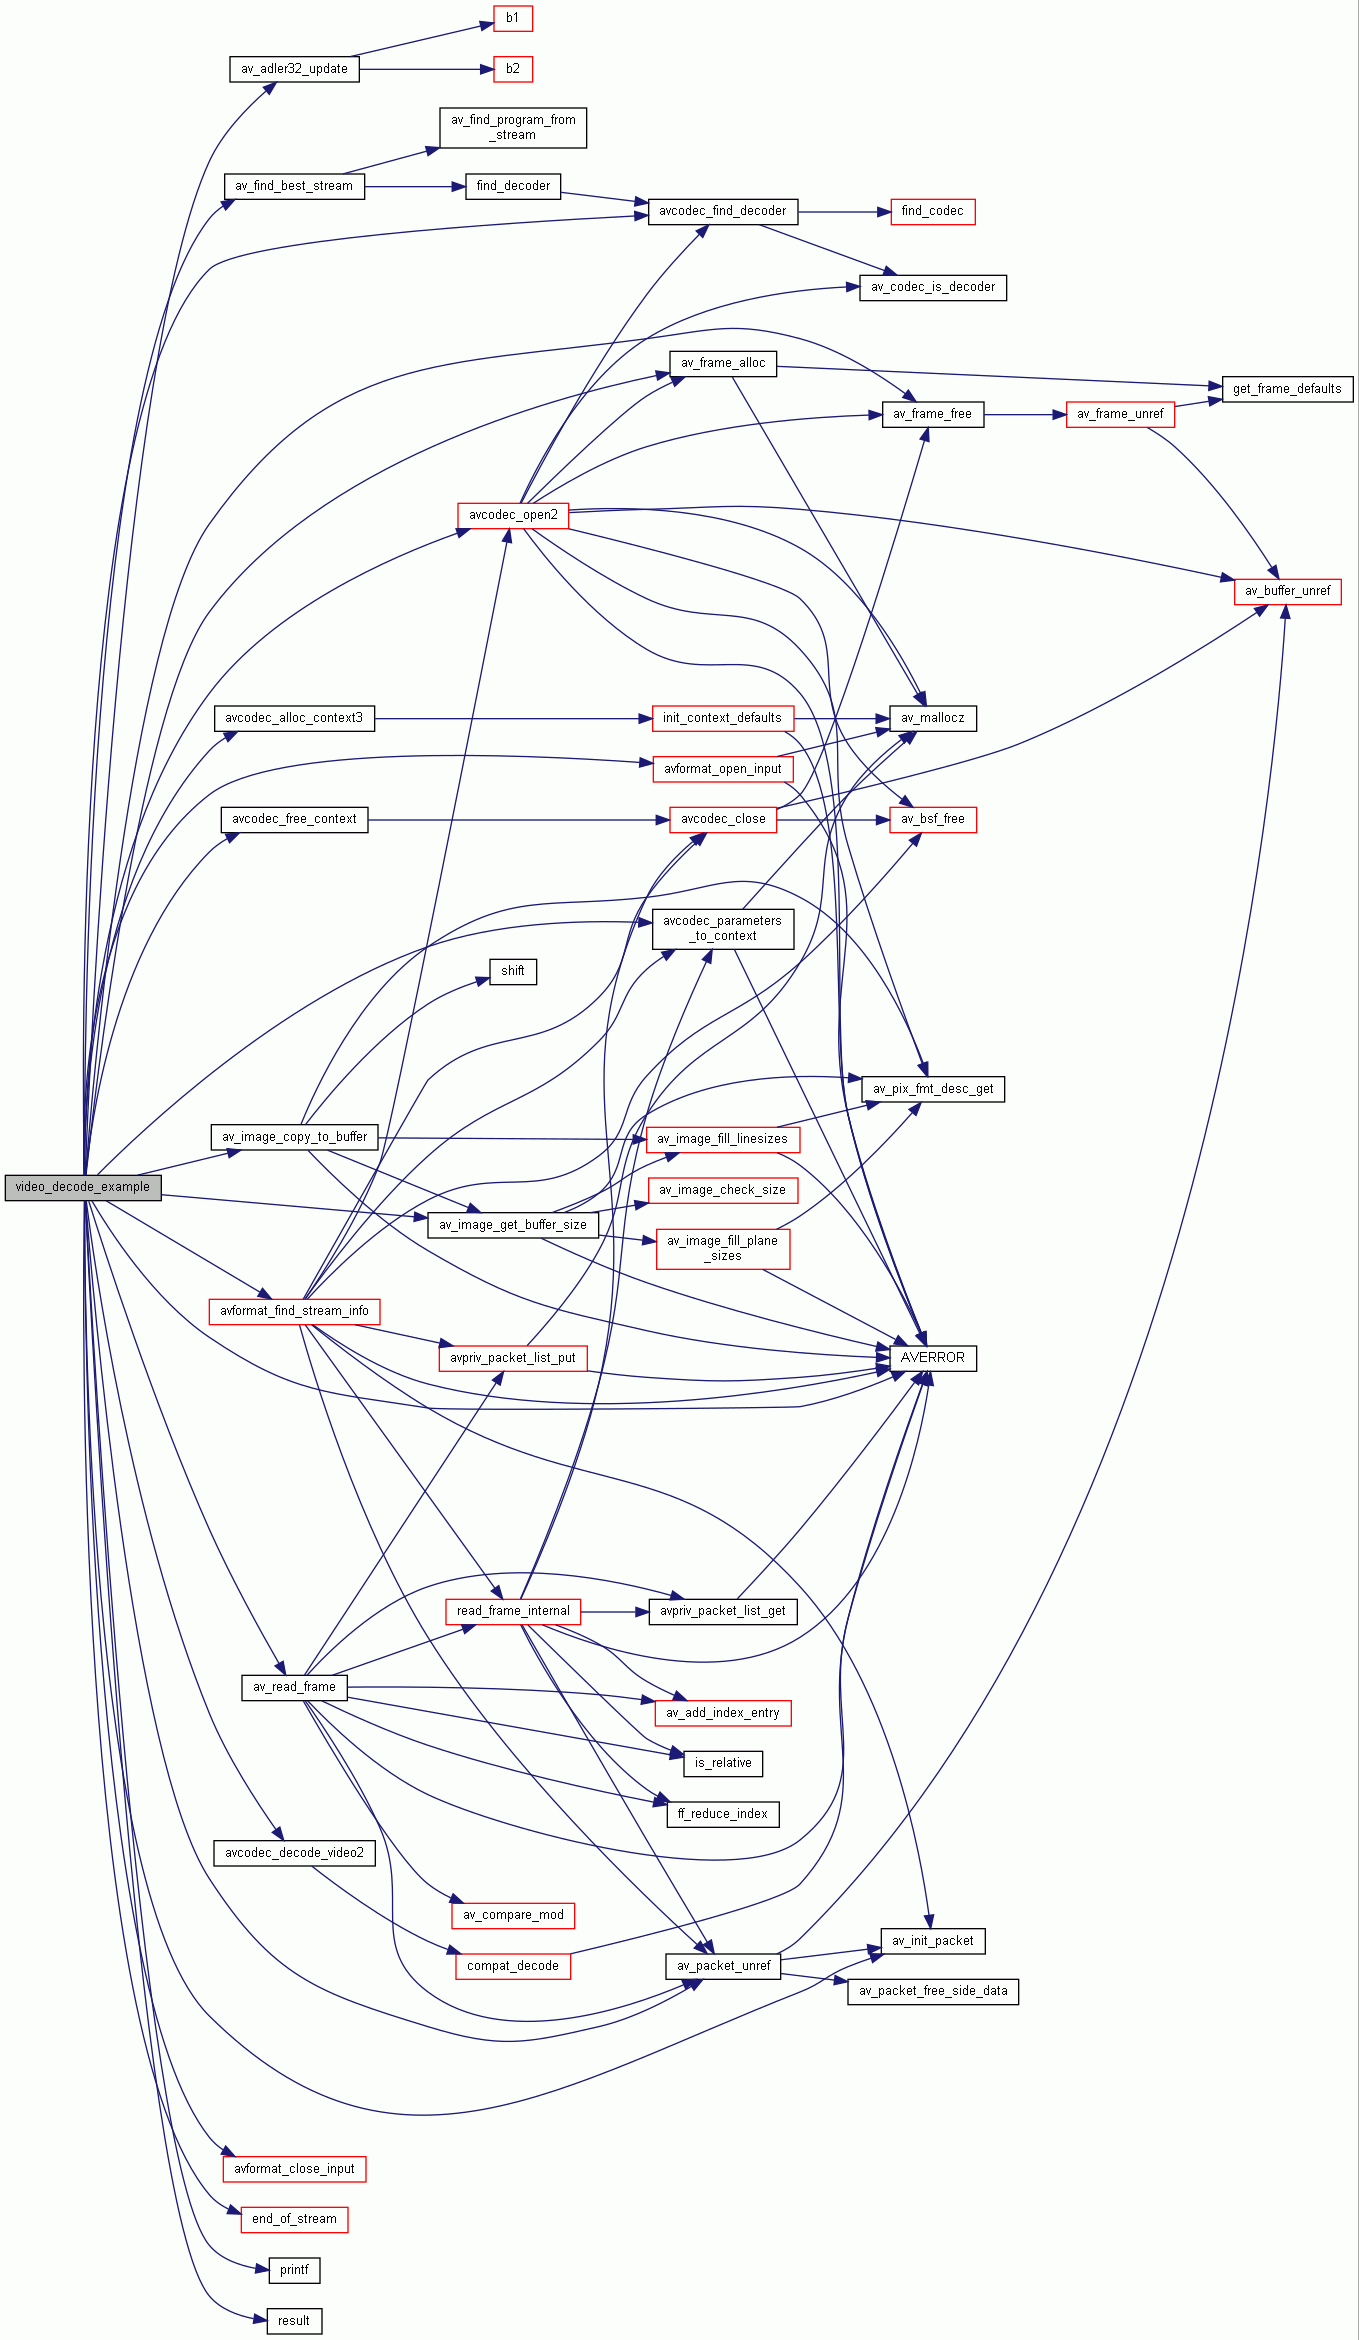 b1
av_adler32_update
b2
av_find_program_from
_stream
av_find_best_stream
find_decoder
avcodec_find_decoder
find_codec
av_codec_is_decoder
av_frame_alloc
get_frame_defaults
av_frame_free
av_frame_unref
avcodec_open2
av_buffer_unref
avcodec_alloc_context3
init_context_defaults
av_mallocz
avformat_open_input
avcodec_free_context
avcodec_close
av_bsf_free
avcodec_parameters
_to_context
shift
av_pix_fmt_desc_get
av_image_copy_to_buffer
av_image_fill_linesizes
video_decode_example
av_image_check_size
av_image_get_buffer_size
av_image_fill_plane
_sizes
avformat_find_stream_info
avpriv_packet_list_put
AVERROR
read_frame_internal
avpriv_packet_list_get
av_read_frame
av_add_index_entry
is_relative
ff_reduce_index
avcodec_decode_video2
av_compare_mod
av_init_packet
compat_decode
av_packet_unref
av_packet_free_side_data
avformat_close_input
end_of_stream
printf
result